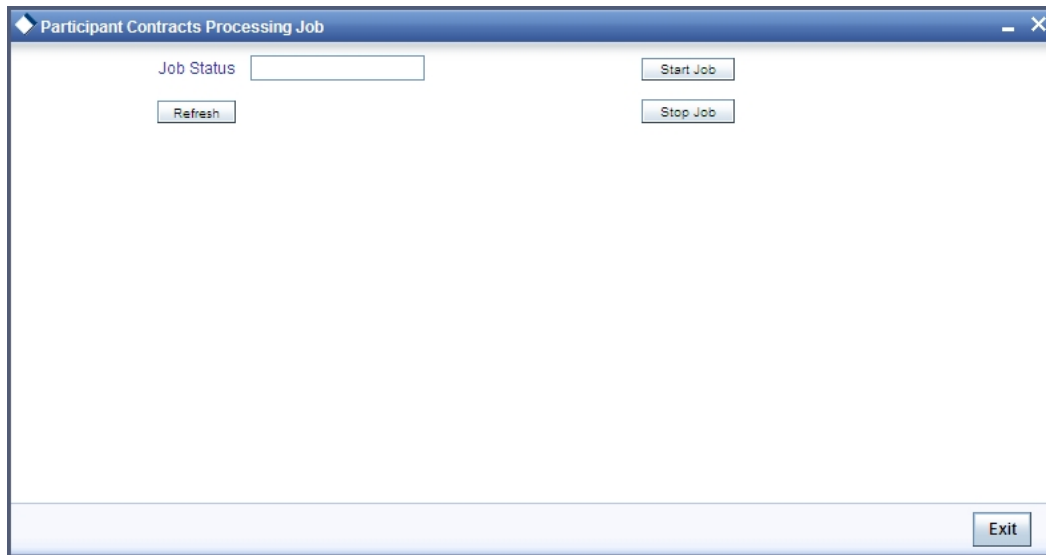 Participant Contracts Processing Job
Job Status
Start Job
Refresh
Stop Job
Exit